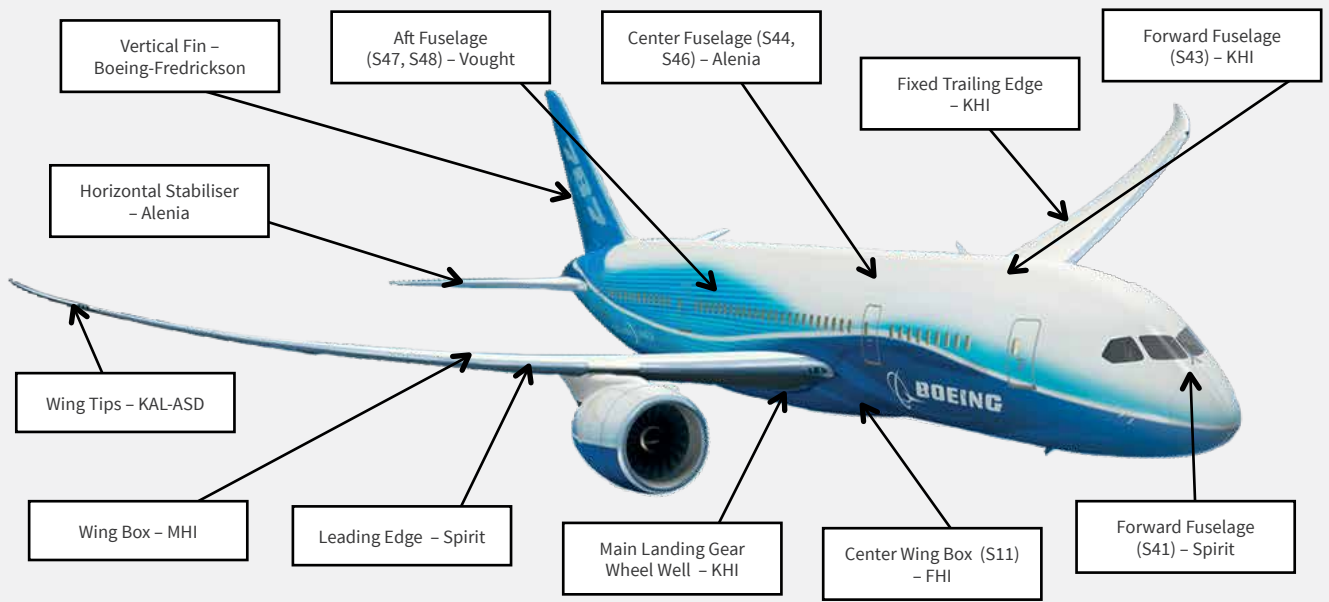 Vertical Fin –
Boeing-Fredrickson
Aft Fuselage
(S47, S48) – Vought
Center Fuselage (S44,
S46) – Alenia
Fixed Trailing Edge
– KHI
Forward Fuselage
(S43) – KHI
Horizontal Stabiliser
– Alenia
787
BOEING
Wing Tips – KAL-ASD
Wing Box – MHI
Leading Edge – Spirit
Main Landing Gear
Wheel Well – KHI
Center Wing Box (S11)
– FHI
Forward Fuselage
(S41) – Spirit